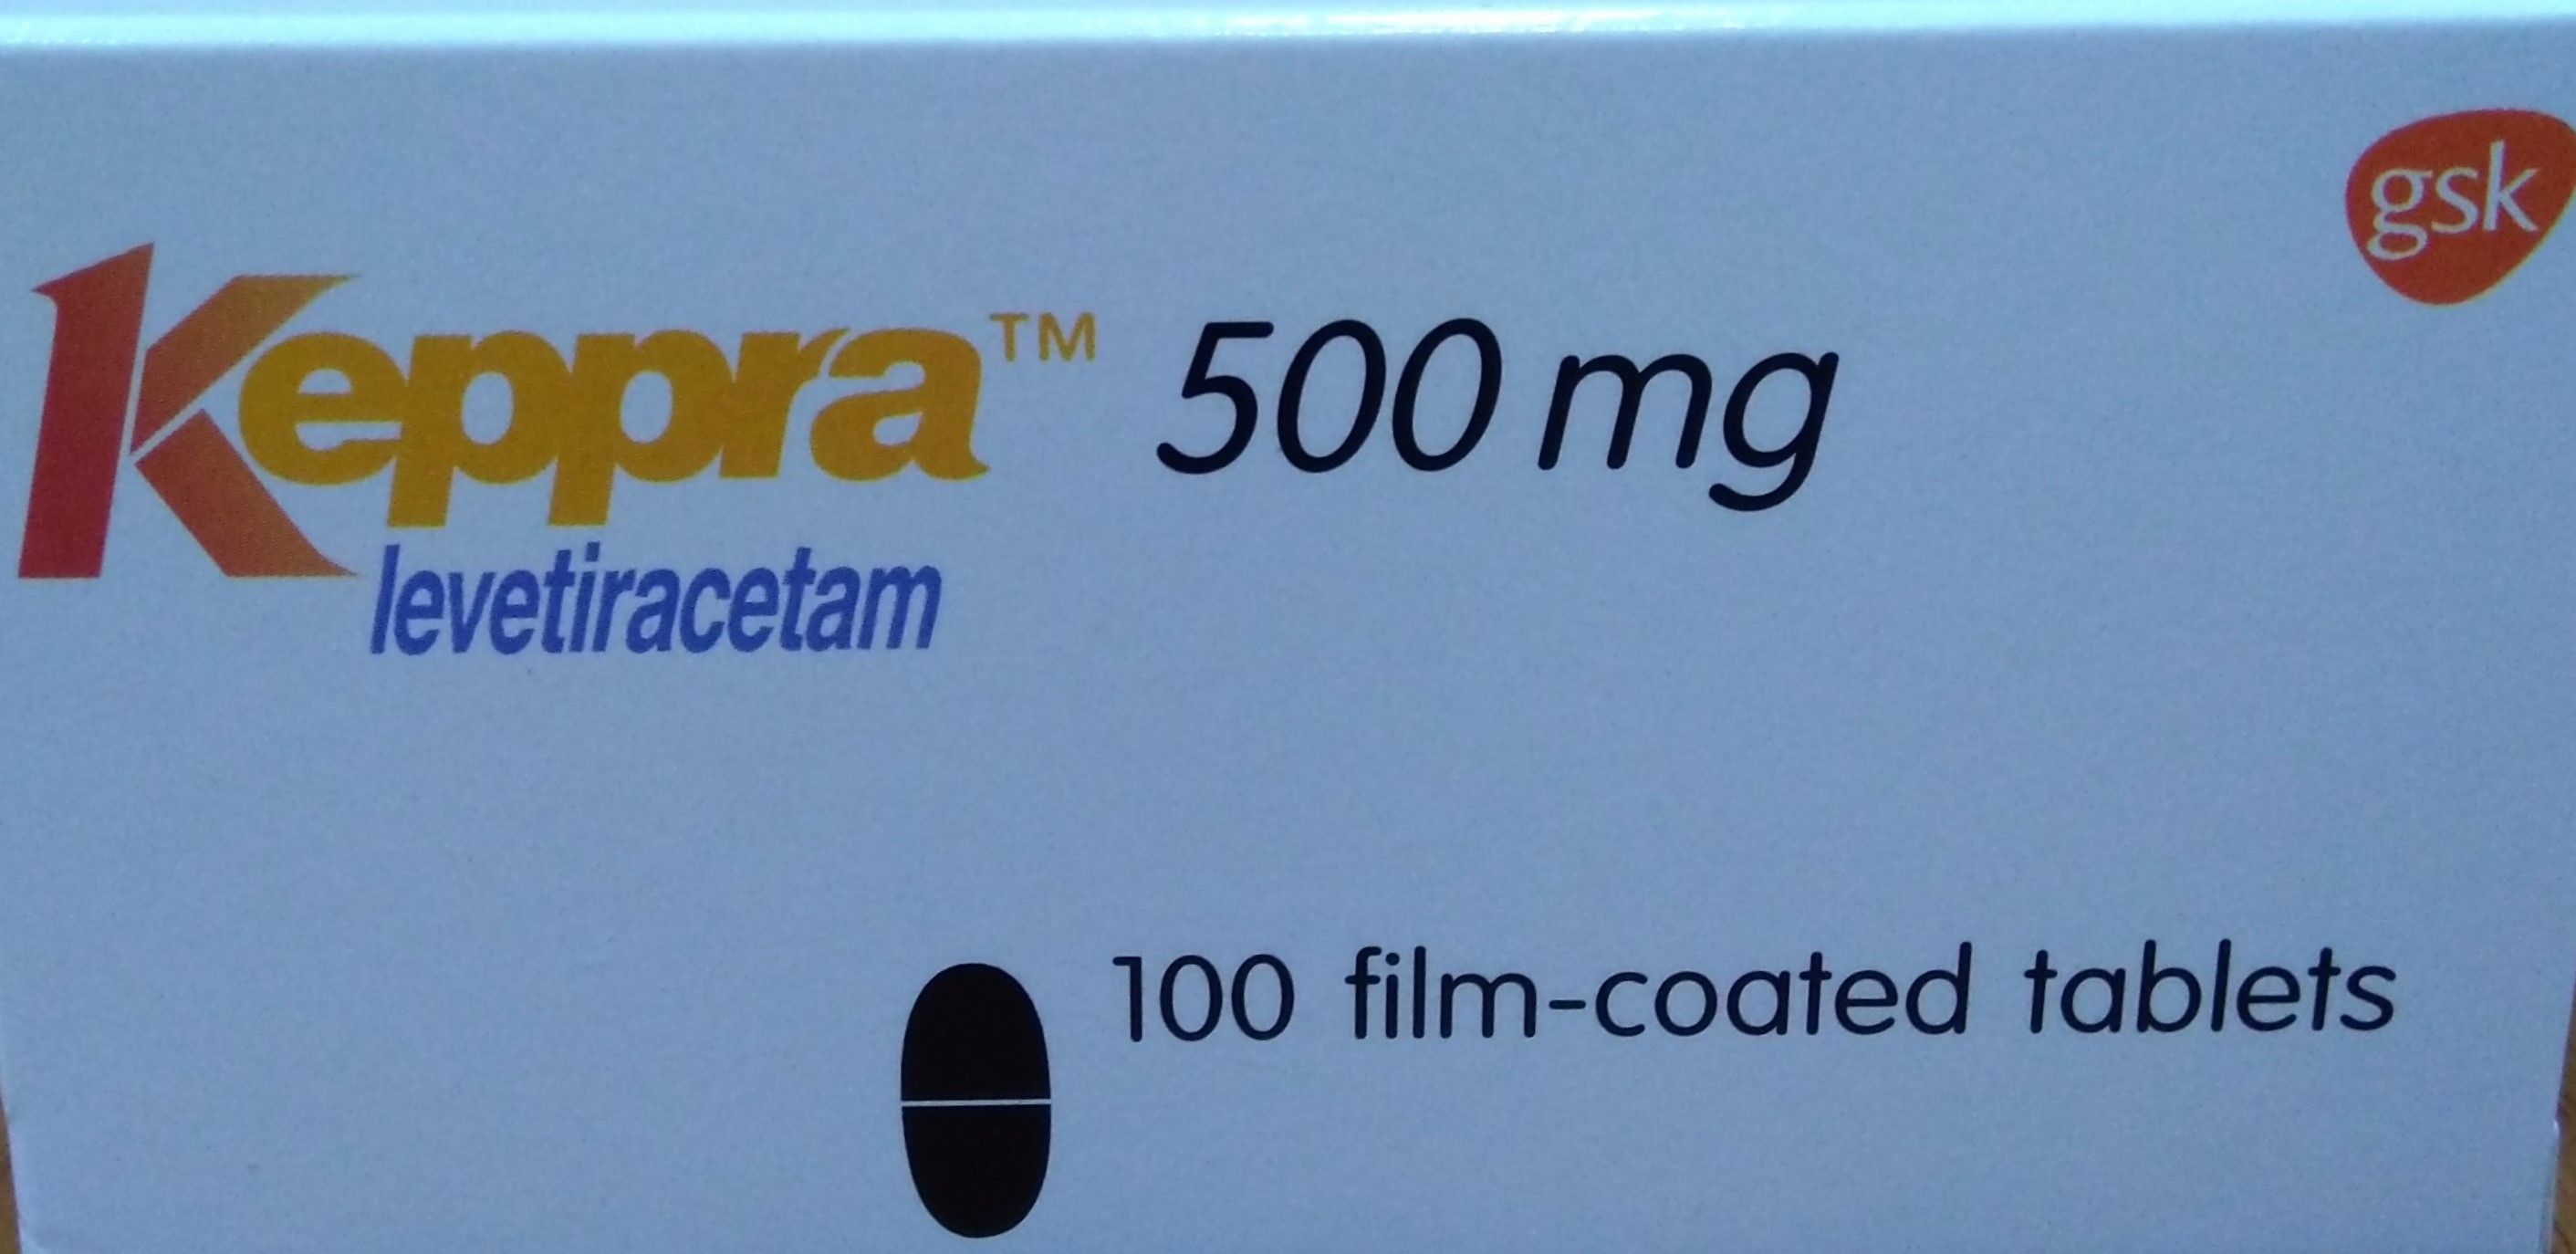 gsk
Keppra™ 500 mg
levetiracetam
100 film-coated tablets